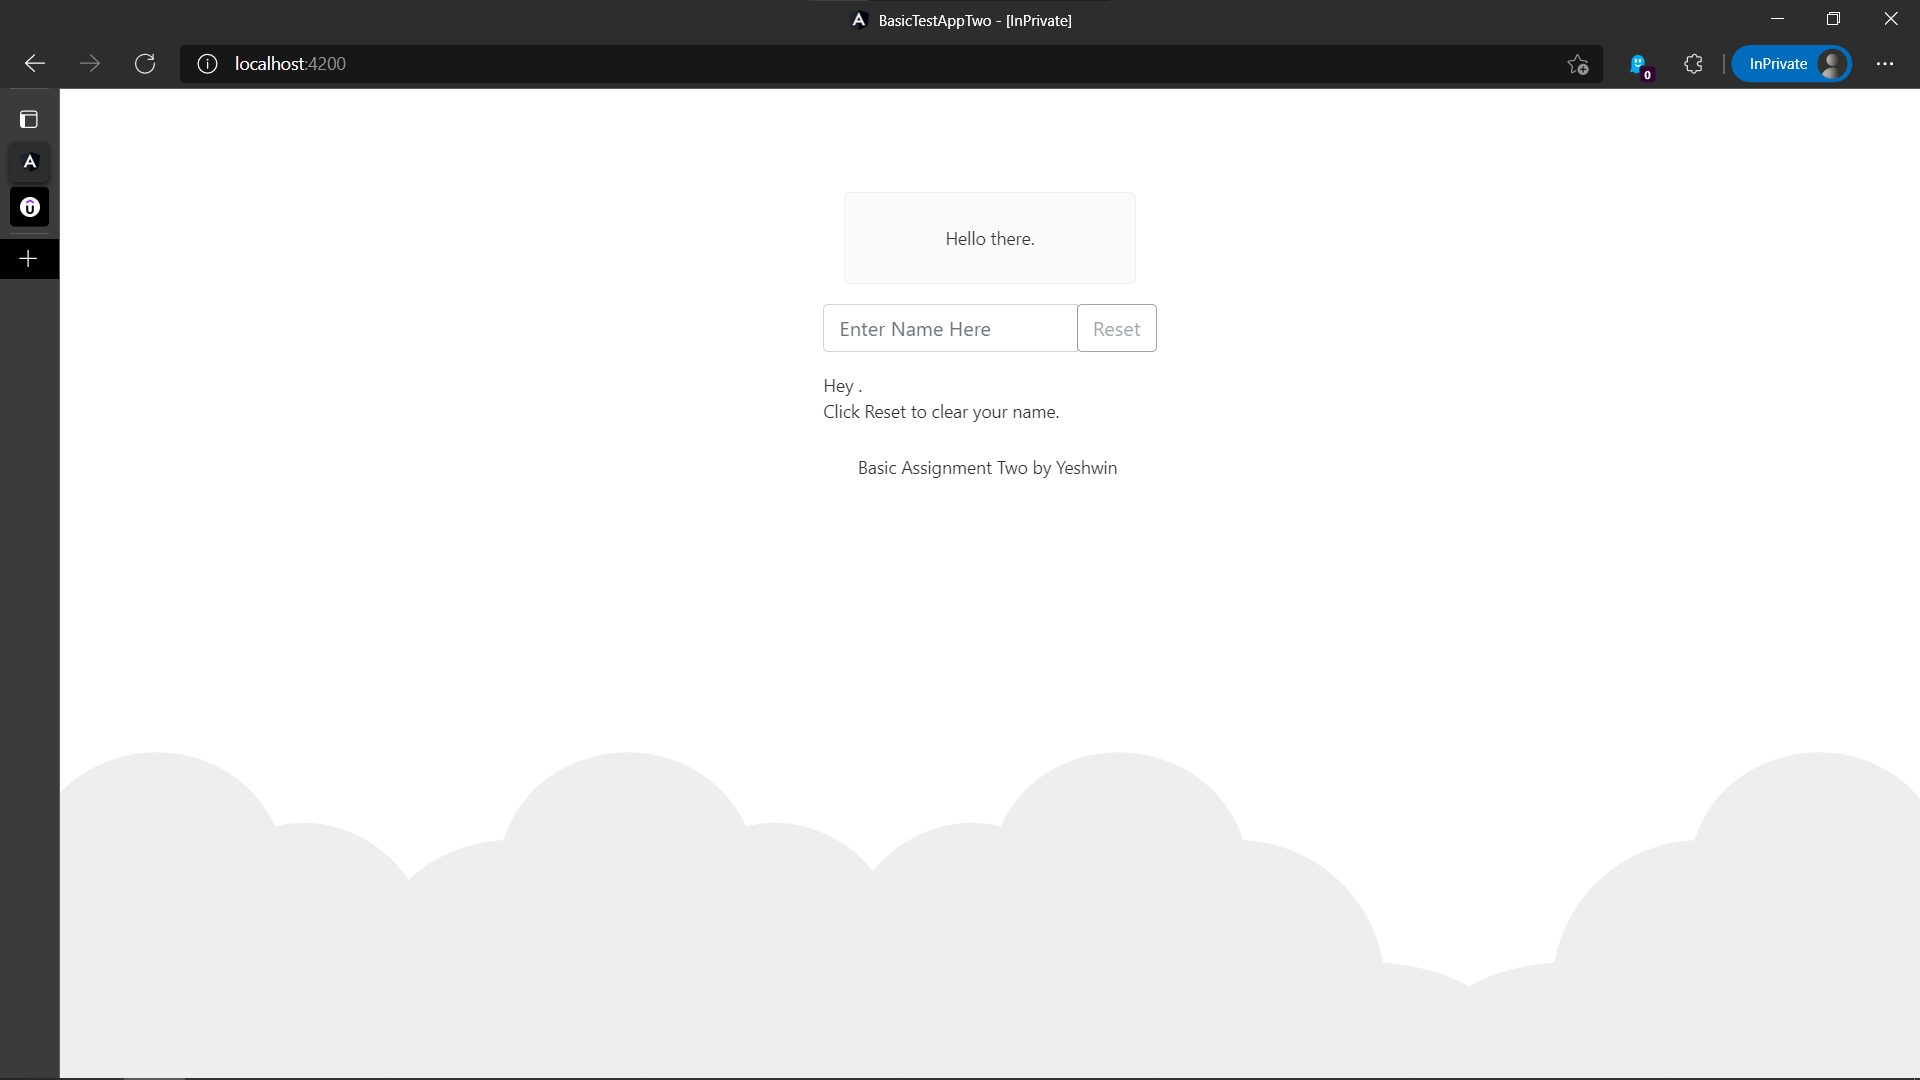 BasicTestAppTwo - [InPrivate]
localhost:4200
0
InPrivate
Hello there.
Enter Name Here
Reset
Hey .
Click Reset to clear your name.
Basic Assignment Two by Yeshwin